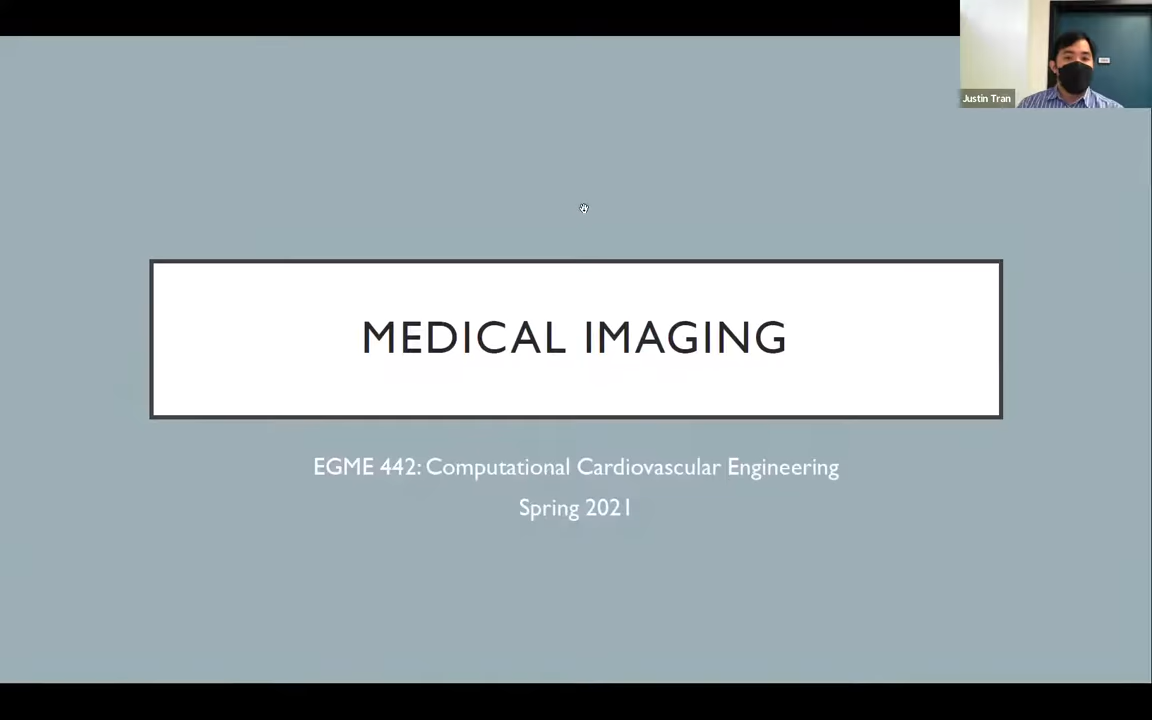 Justin Tran
MEDICAL IMAGING
EGME 442: Computational Cardiovascular Engineering
Spring 2021